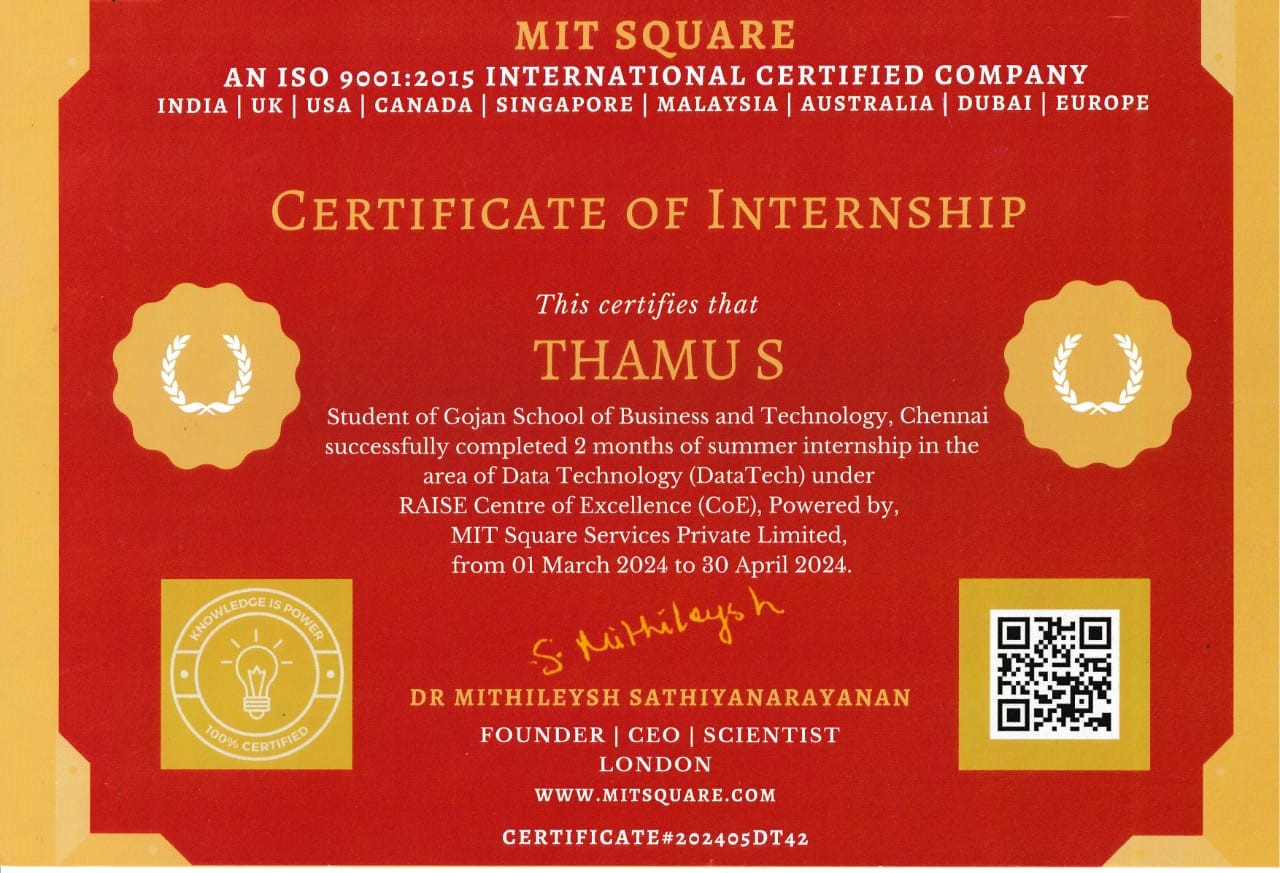 MIT SQUARE
AN ISO 9001:2015 INTERNATIONAL CERTIFIED COMPANY
INDIA | UK | USA | CANADA | SINGAPORE | MALAYSIA | AUSTRALIA | DUBAI | EUROPE
CERTIFICATE OF INTERNSHIP
This certifies that
THAMU S
Student of Gojan School of Business and Technology, Chennai
successfully completed 2 months of summer internship in the
area of Data Technology (DataTech) under
RAISE Centre of Excellence (CoE), Powered by,
MIT Square Services Private Limited,
from 01 March 2024 to 30 April 2024.
KNOWLEDGE IS POWER
100% CERTIFIED
S. Mithileysh
DR MITHILEYSH SATHIYANARAYANAN
FOUNDER | CEO | SCIENTIST
LONDON
WWW.MITSQUARE.COM
CERTIFICATE#202405DT42